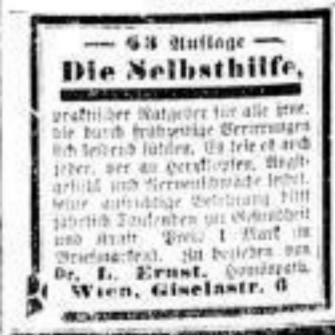 — 63 Auflage —
Die Selbsthilfe,
praktischer Ratgeber für alle jene,
die durch frühzeitige Verirrungen
sich leidend fühlen. Es lese es auch
jeder, der an Herzklopfen, Angst-
gefühl und Nervenschwäche leidet,
seine aufrichtige Belehrung hilft
jährlich Tausenden zur Gesundheit
und Kraft. Preis 1 Mark in
Briefmarken. Zu beziehen von
Dr. L. Ernst, Homöopath,
Wien, Giselastr. 6